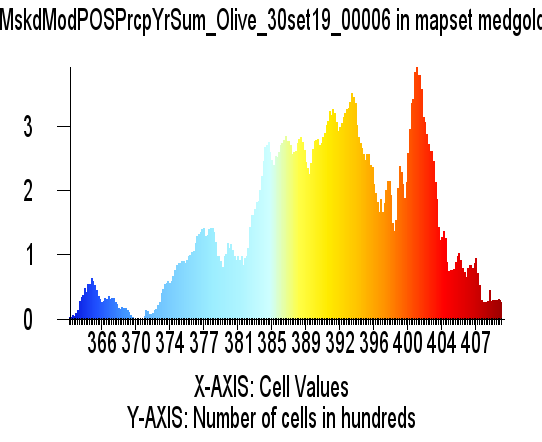 MskdModPOSPrcpYrSum_Olive_30set19_00006 in mapset medgold
3
2
1
0
366 370 374 377 381 385 389 392 396 400 404 407
X-AXIS: Cell Values
Y-AXIS: Number of cells in hundreds